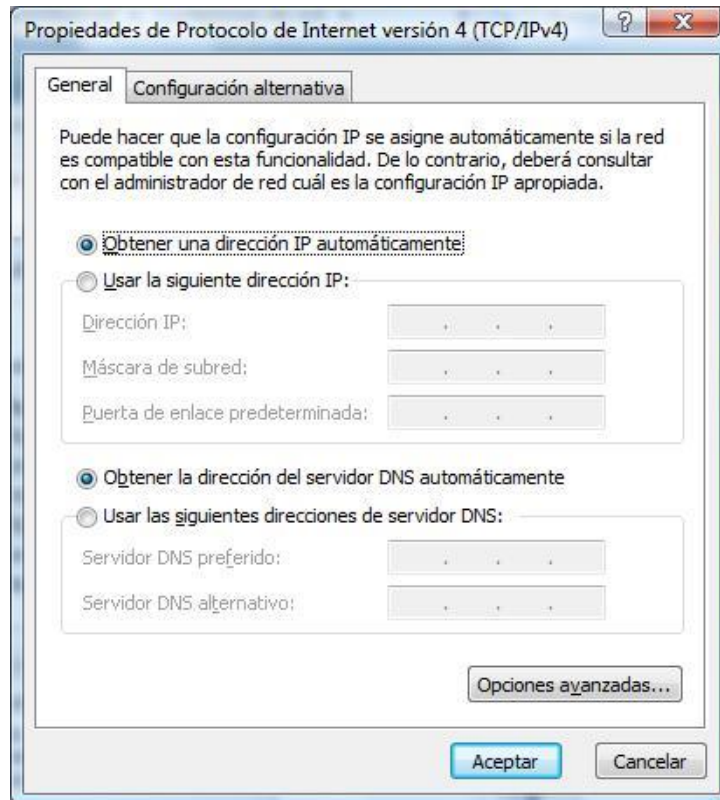 Propiedades de Protocolo de Internet versión 4 (TCP/IPv4)
General
Configuración alternativa
Puede hacer que la configuración IP se asigne automáticamente si la red
es compatible con esta funcionalidad. De lo contrario, deberá consultar
con el administrador de red cuál es la configuración IP apropiada.
Obtener una dirección IP automáticamente
Usar la siguiente dirección IP:
Dirección IP:
Máscara de subred:
Puerta de enlace predeterminada:
Obtener la dirección del servidor DNS automáticamente
Usar las siguientes direcciones de servidor DNS:
Servidor DNS preferido:
Servidor DNS alternativo:
Opciones avanzadas...
Aceptar
Cancelar